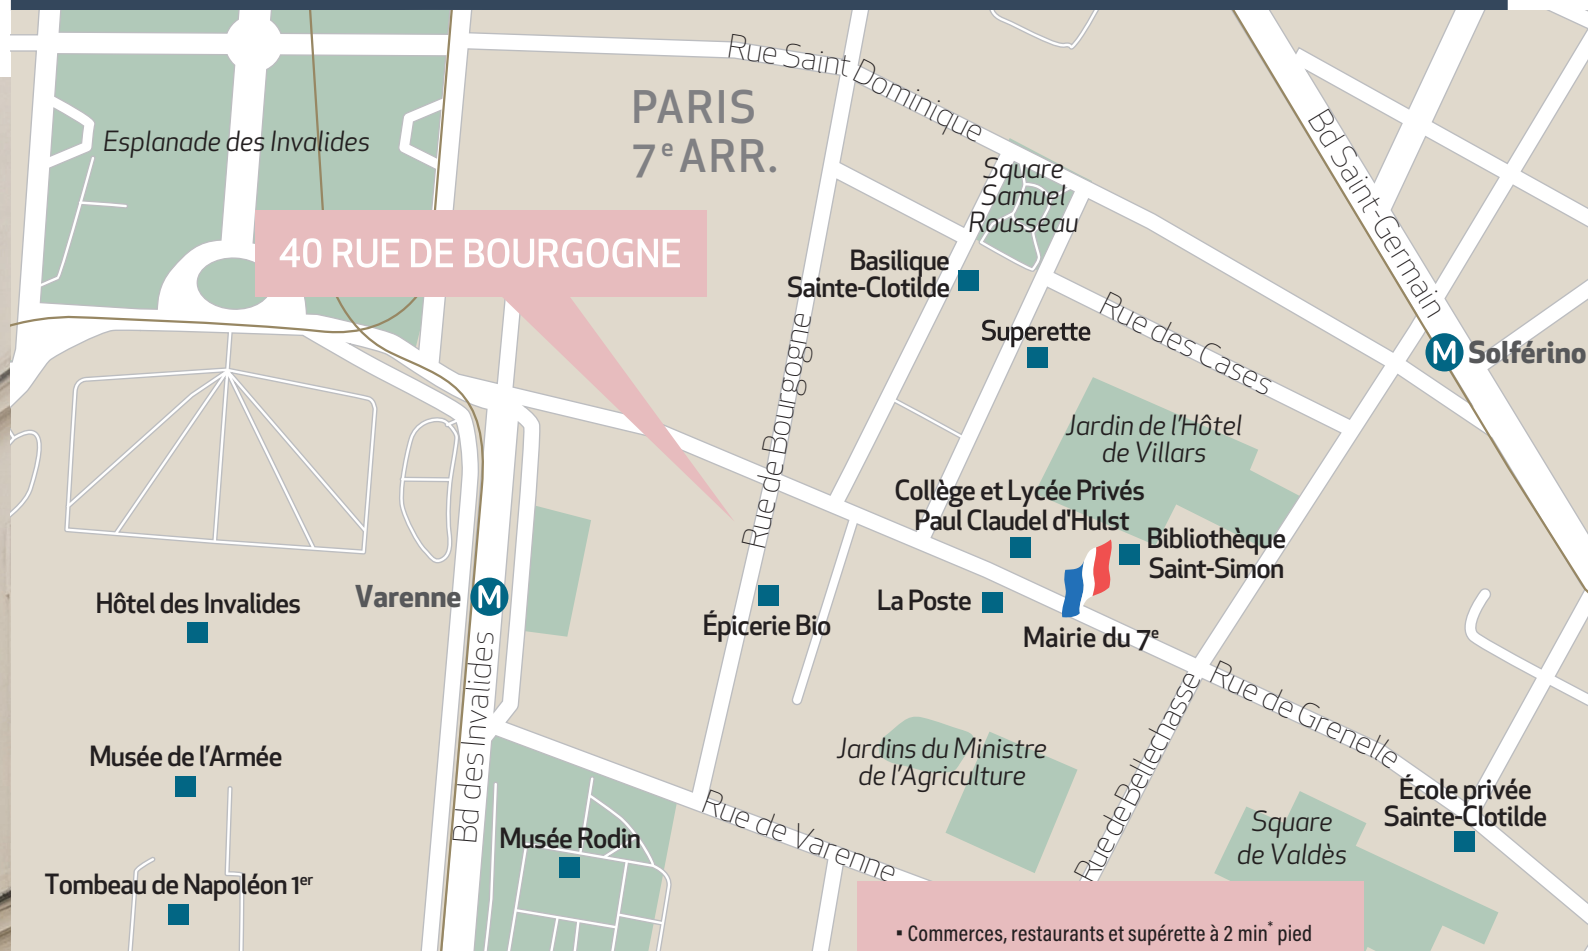 Rue Saint Dominique
PARIS
7e ARR.
Esplanade des Invalides
Bd Saint-Germain
Square
Samuel
Rousseau
40 RUE DE BOURGOGNE
Basilique
Sainte-Clotilde
Superette
Rue des Cases
M Solférino
Rue de Bourgogne
Jardin de l'Hôtel
de Villars
Collège et Lycée Privés
Paul Claudel d'Hulst
Bibliothèque
Saint-Simon
Varenne M
Hôtel des Invalides
La Poste
Épicerie Bio
Mairie du 7e
Bd des Invalides
Rue de Grenelle
Rue de Bellechasse
Jardins du Ministre
de l'Agriculture
Musée de l'Armée
École privée
Sainte-Clotilde
Rue de Varenne
Square
de Valdès
Musée Rodin
Tombeau de Napoléon 1er
▪ Commerces, restaurants et supérette à 2 min* pied